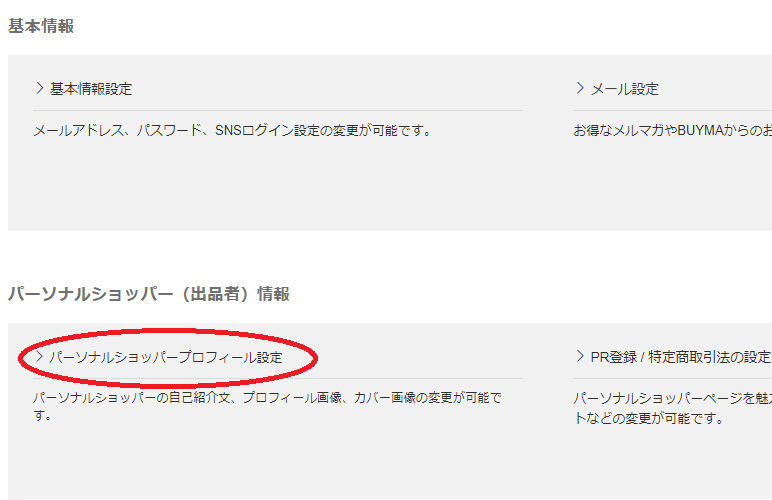 基本情報
基本情報設定
メール設定
メールアドレス、パスワード、SNSログイン設定の変更が可能です。
お得なメルマガやBUYMAからのお
パーソナルショッパー（出品者）情報
パーソナルショッパープロフィール設定
PR登録 / 特定商取引法の設定
パーソナルショッパーの自己紹介文、プロフィール画像、カバー画像の変更が可能で
す。
パーソナルショッパーページを魅
トなどの変更が可能です。